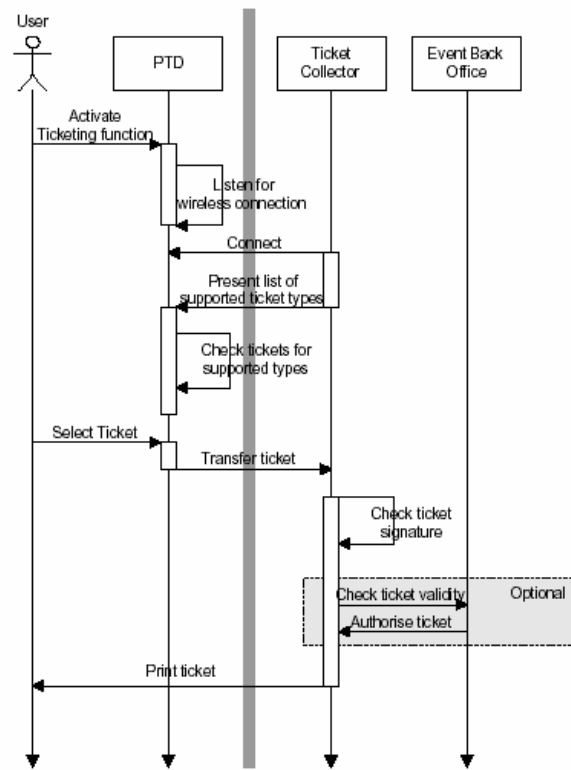 User
PTD
Ticket
Collector
Event Back
Office
Activate
Ticketing function
Listen for
wireless connection
Connect
Present list of
supported ticket types
Check tickets for
supported types
Select Ticket
Transfer ticket
Check ticket
signature
Check ticket validity
Optional
Authorise ticket
Print ticket